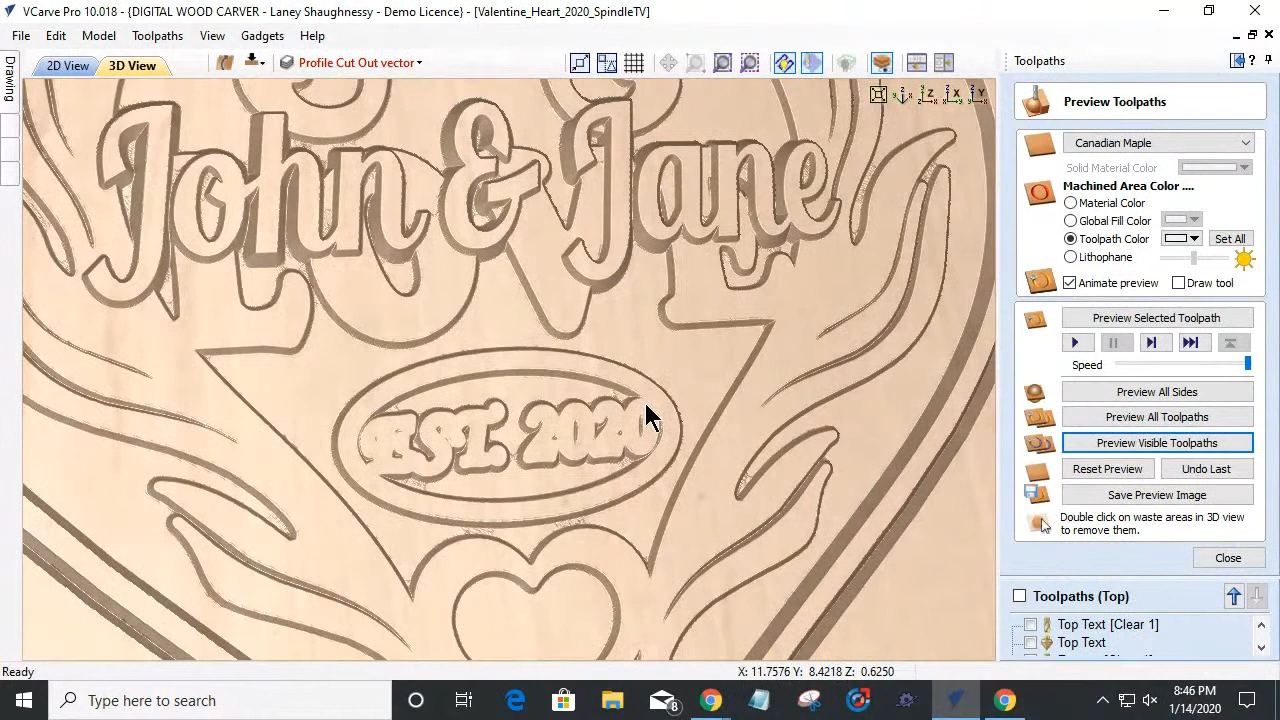 VCarve Pro 10.018 - {DIGITAL WOOD CARVER - Laney Shaughnessy - Demo Licence} - [Valentine_Heart_2020_SpindleTV]
File Edit Model Toolpaths View Gadgets Help
2D View 3D View Profile Cut Out vector
Drawing
Toolpaths
Preview Toolpaths
Canadian Maple
Solid Material Color
Machined Area Color ....
Material Color
Global Fill Color
Toolpath Color Set All
Lithophane
Animate preview Draw tool
Preview Selected Toolpath
Speed
Preview All Sides
Preview All Toolpaths
Preview Visible Toolpaths
Reset Preview Undo Last
Save Preview Image
Double click on waste areas in 3D view
to remove them.
Close
Toolpaths (Top)
Top Text [Clear 1]
Top Text
John & Jane
EST. 2020
Ready
X: 11.7576 Y: 8.4218 Z: 0.6250
Type here to search
8
8:46 PM
1/14/2020